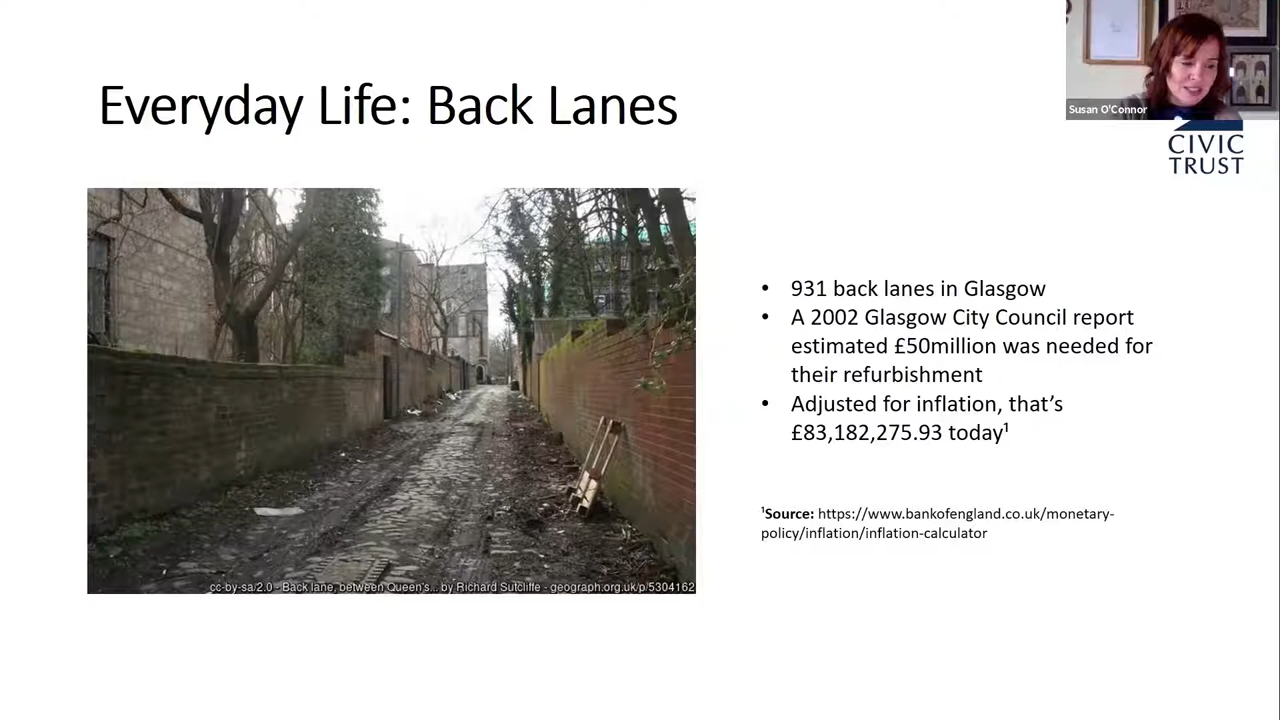 Everyday Life: Back Lanes
Susan O'Connor
CIVIC
TRUST
• 931 back lanes in Glasgow
• A 2002 Glasgow City Council report
estimated £50million was needed for
their refurbishment
• Adjusted for inflation, that’s
£83,182,275.93 today¹
¹Source: https://www.bankofengland.co.uk/monetary-
policy/inflation/inflation-calculator
cc-by-sa/2.0 - Back lane, between Queen's... by Richard Sutcliffe - geograph.org.uk/p/5304162